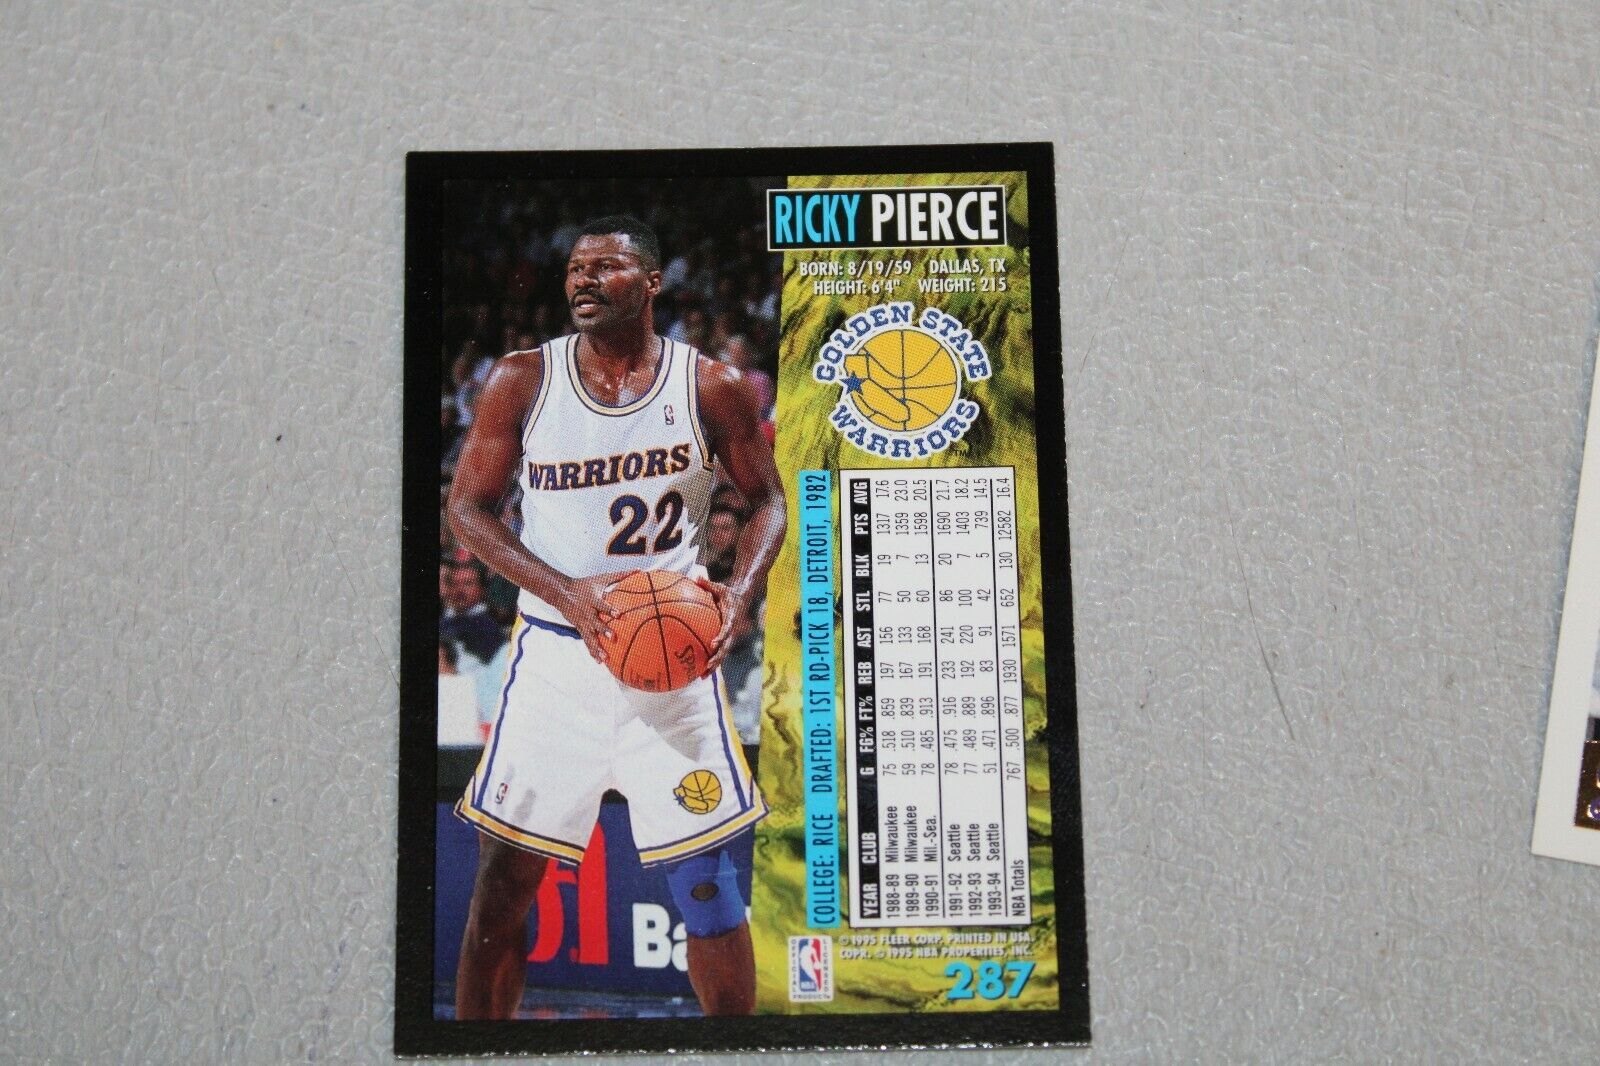 RICKY PIERCE
BORN: 8/19/59 DALLAS, TX
HEIGHT: 6'4" WEIGHT: 215
GOLDEN STATE
WARRIORS
TM
WARRIORS
22
Ba
COLLEGE: RICE DRAFTED: 1ST RD-PICK 18, DETROIT, 1982
YEAR CLUB G FG% FT% REB AST STL BLK PTS AVG
1988-89 Milwaukee 75 .518 .859 197 156 77 19 1317 17.6
1989-90 Milwaukee 59 .510 .839 167 133 50 7 1359 23.0
1990-91 Mil.-Sea. 78 .485 .913 191 168 60 13 1598 20.5
1991-92 Seattle 78 .475 .916 233 241 86 20 1690 21.7
1992-93 Seattle 77 .489 .889 192 220 100 7 1403 18.2
1993-94 Seattle 51 .471 .896 83 91 42 5 739 14.5
NBA Totals 767 .500 .877 1930 1571 652 130 12582 16.4
OFFICIAL LICENSED PRODUCT
NBA
© 1995 FLEER CORP. PRINTED IN USA.
COPR. © 1995 NBA PROPERTIES, INC.
287